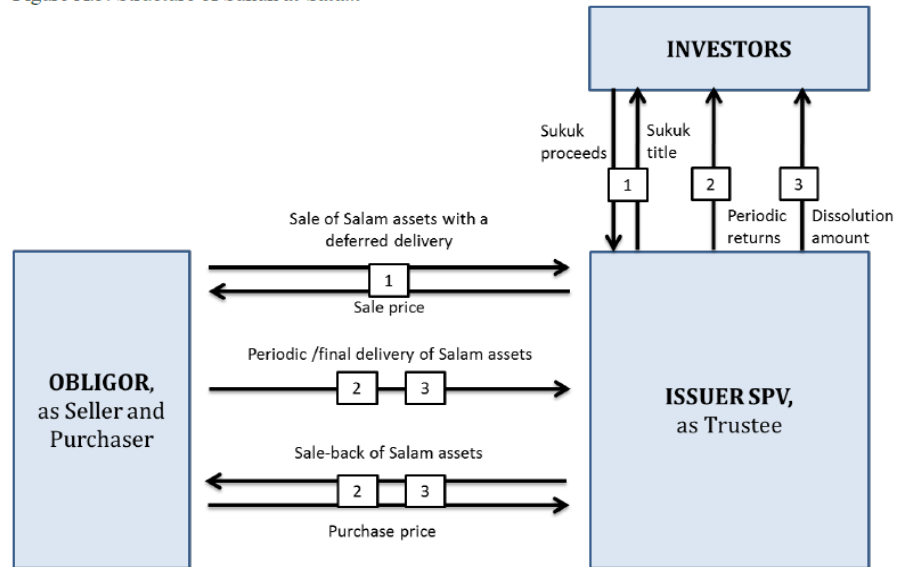 INVESTORS
Sukuk
proceeds
Sukuk
title
1
2
3
Periodic
returns
Dissolution
amount
Sale of Salam assets with a
deferred delivery
1
Sale price
Periodic /final delivery of Salam assets
2
3
Sale-back of Salam assets
2
3
Purchase price
OBLIGOR,
as Seller and
Purchaser
ISSUER SPV,
as Trustee